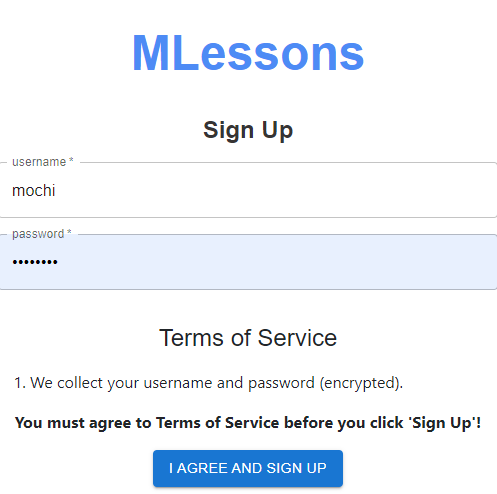 MLessons
Sign Up
username *
mochi
password *
••••••••
Terms of Service
1. We collect your username and password (encrypted).
You must agree to Terms of Service before you click 'Sign Up'!
I AGREE AND SIGN UP